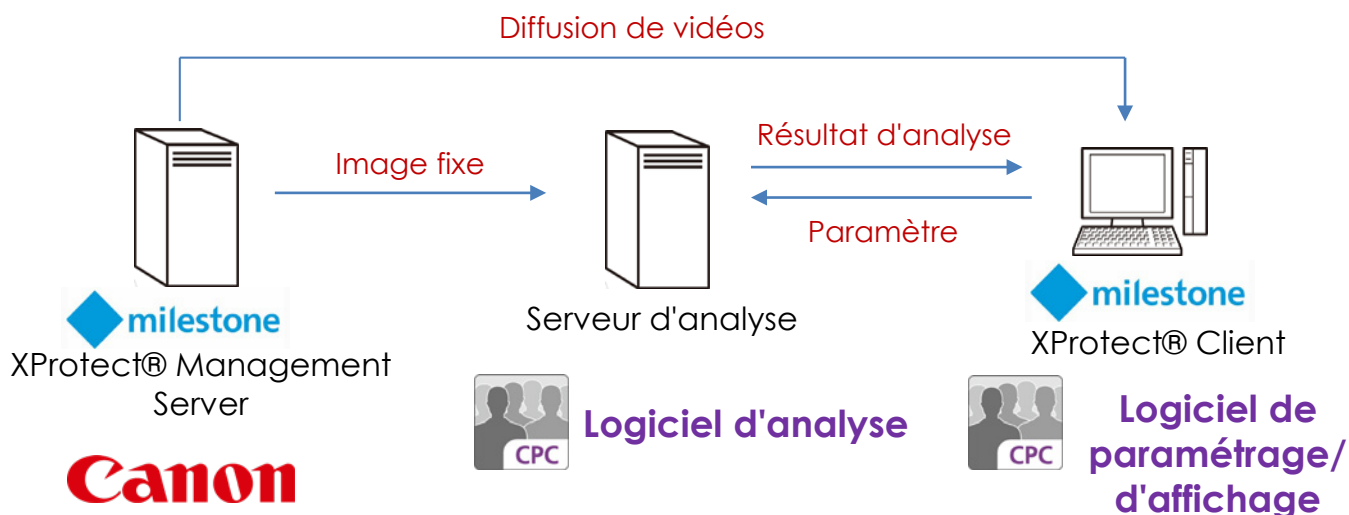 Diffusion de vidéos
Image fixe
Résultat d'analyse
Paramètre
milestone
XProtect® Management
Server
Serveur d'analyse
milestone
XProtect® Client
CPC
Logiciel d'analyse
CPC
Logiciel de
paramétrage/
d'affichage
Canon